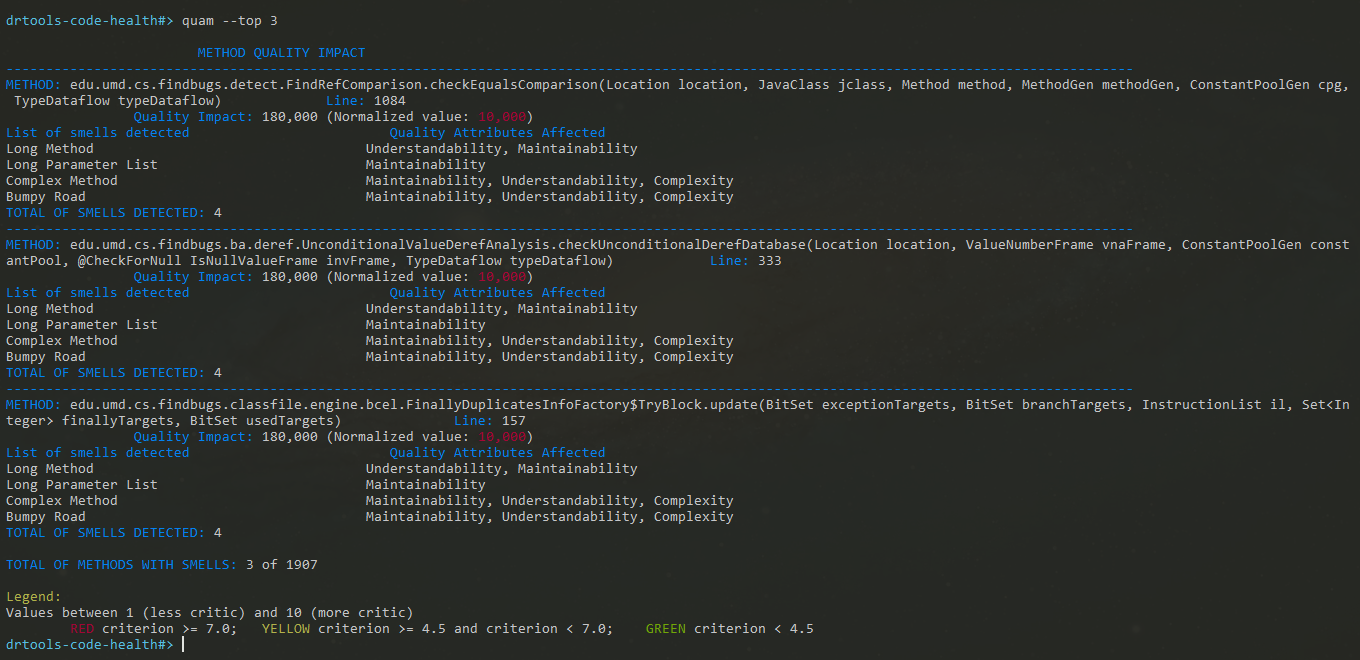 drtools-code-health#> quam --top 3
METHOD QUALITY IMPACT
---------------------------------------------------------------------------------------------------------------------------------------------
METHOD: edu.umd.cs.findbugs.detect.FindRefComparison.checkEqualsComparison(Location location, JavaClass jclass, Method method, MethodGen methodGen, ConstantPoolGen cpg,
TypeDataflow typeDataflow) Line: 1084
Quality Impact: 180,000 (Normalized value: 10,000)
List of smells detected Quality Attributes Affected
Long Method Understandability, Maintainability
Long Parameter List Maintainability
Complex Method Maintainability, Understandability, Complexity
Bumpy Road Maintainability, Understandability, Complexity
TOTAL OF SMELLS DETECTED: 4
---------------------------------------------------------------------------------------------------------------------------------------------
METHOD: edu.umd.cs.findbugs.ba.deref.UnconditionalValueDerefAnalysis.checkUnconditionalDerefDatabase(Location location, ValueNumberFrame vnaFrame, ConstantPoolGen const
antPool, @CheckForNull IsNullValueFrame invFrame, TypeDataflow typeDataflow) Line: 333
Quality Impact: 180,000 (Normalized value: 10,000)
List of smells detected Quality Attributes Affected
Long Method Understandability, Maintainability
Long Parameter List Maintainability
Complex Method Maintainability, Understandability, Complexity
Bumpy Road Maintainability, Understandability, Complexity
TOTAL OF SMELLS DETECTED: 4
---------------------------------------------------------------------------------------------------------------------------------------------
METHOD: edu.umd.cs.findbugs.classfile.engine.bcel.FinallyDuplicatesInfoFactory$TryBlock.update(BitSet exceptionTargets, BitSet branchTargets, InstructionList il, Set<In
teger> finallyTargets, BitSet usedTargets) Line: 157
Quality Impact: 180,000 (Normalized value: 10,000)
List of smells detected Quality Attributes Affected
Long Method Understandability, Maintainability
Long Parameter List Maintainability
Complex Method Maintainability, Understandability, Complexity
Bumpy Road Maintainability, Understandability, Complexity
TOTAL OF SMELLS DETECTED: 4
TOTAL OF METHODS WITH SMELLS: 3 of 1907
Legend:
Values between 1 (less critic) and 10 (more critic)
RED criterion >= 7.0; YELLOW criterion >= 4.5 and criterion < 7.0; GREEN criterion < 4.5
drtools-code-health#>